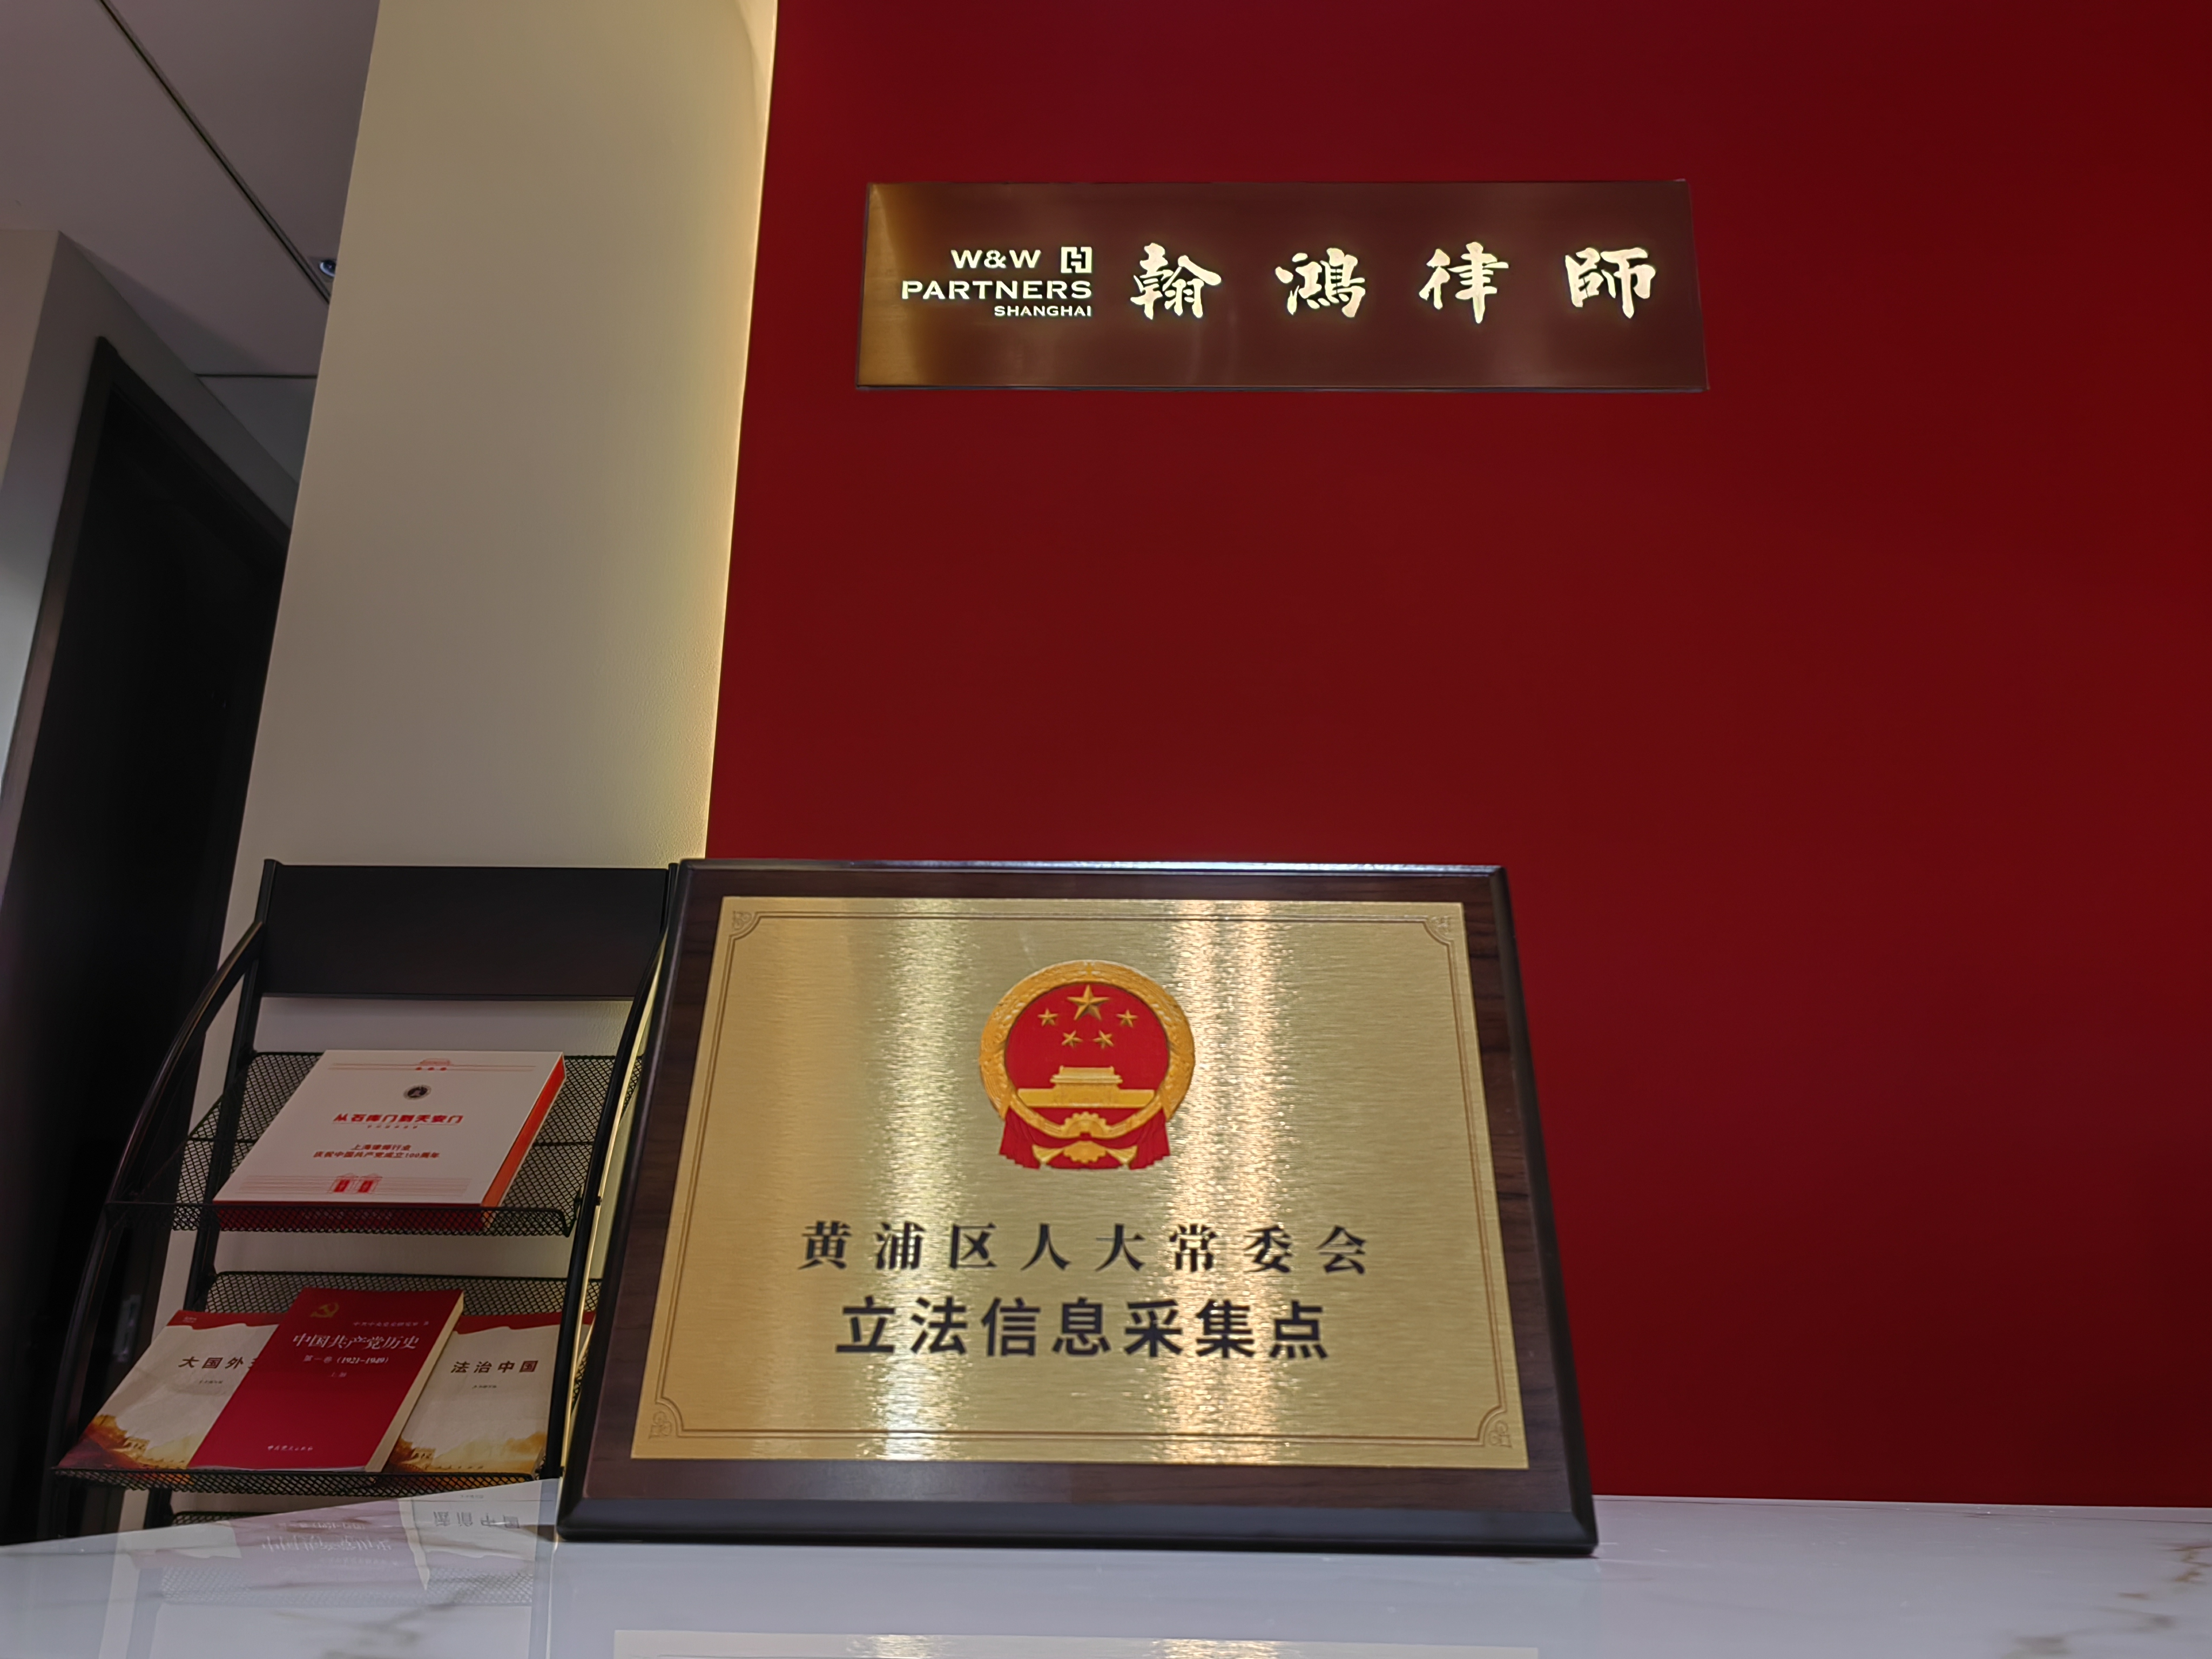 W&W
PARTNERS
SHANGHAI
翰鴻律師
黄浦区人大常委会
立法信息采集点
从石库门到天安门
上海律师行业
庆祝中国共产党成立100周年
大国外
中国共产党历史
第一卷（1921-1949）
上册
法治中国